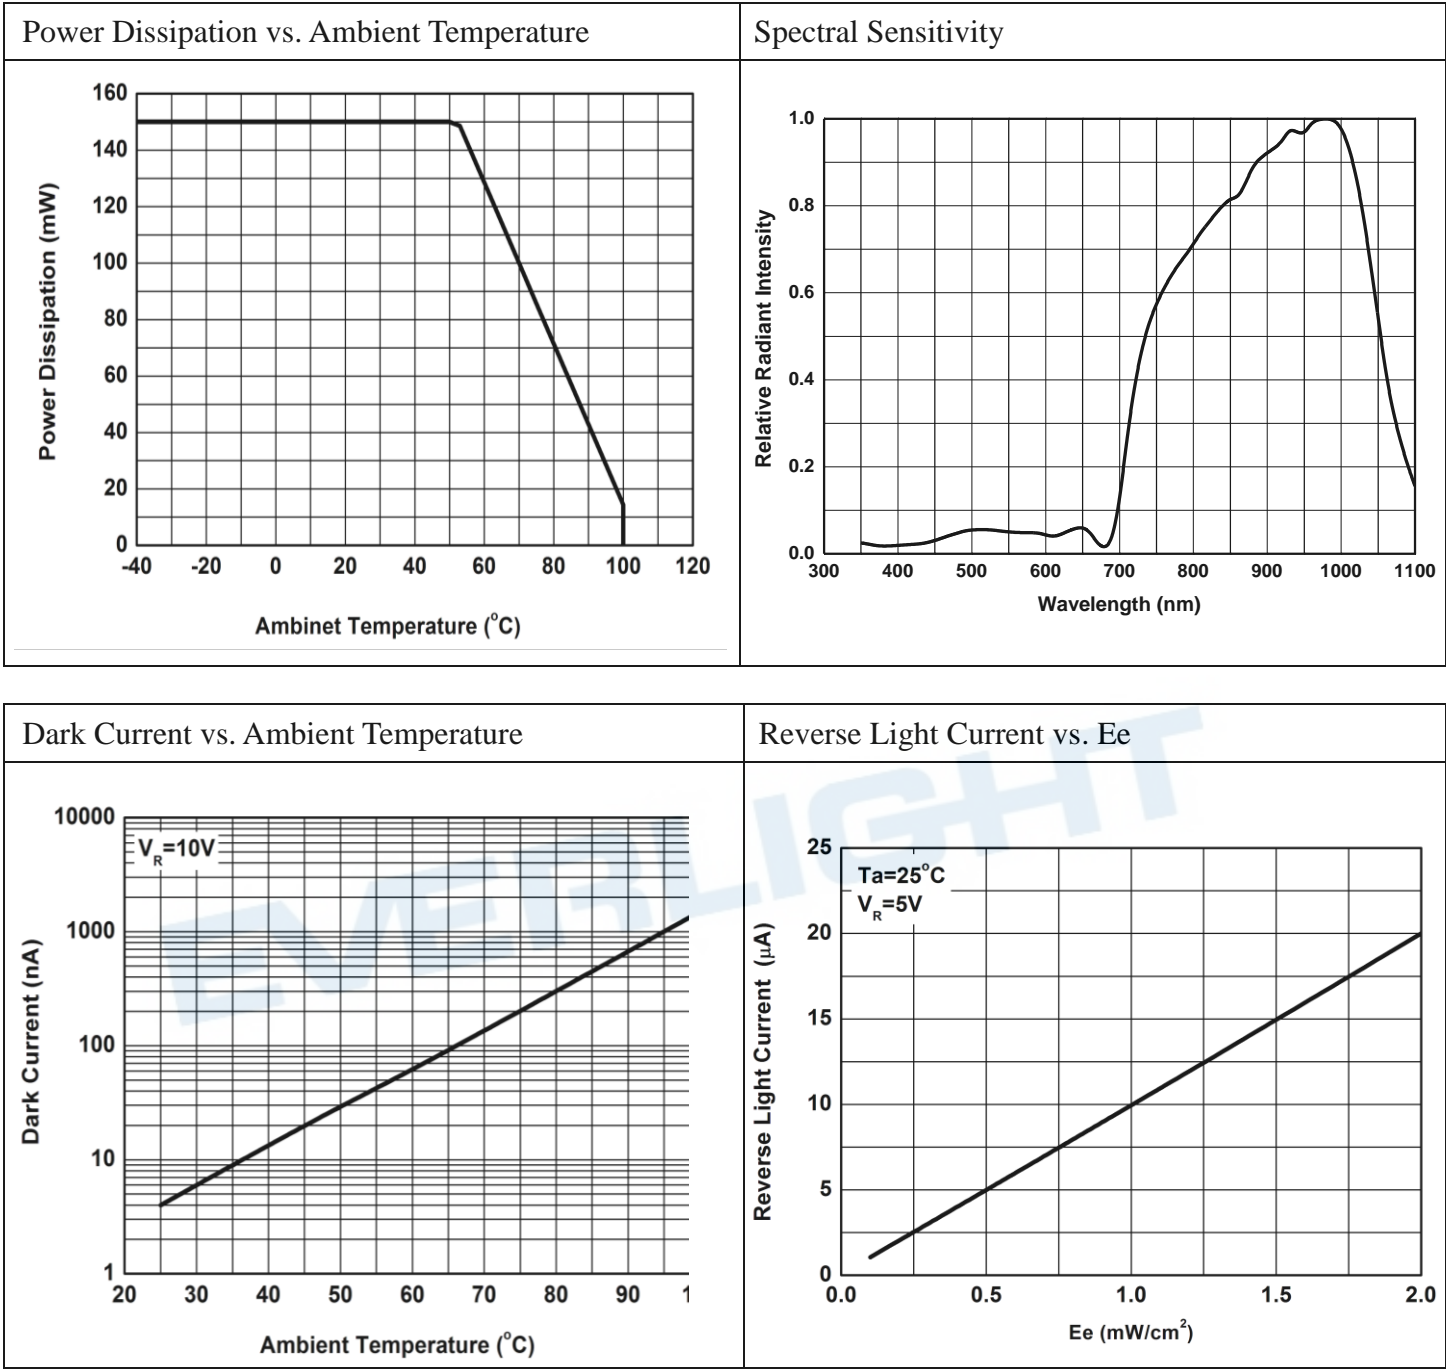 Power Dissipation vs. Ambient Temperature
160
140
120
100
80
60
40
20
0
-40 -20 0 20 40 60 80 100 120
Power Dissipation (mW)
Ambinet Temperature (°C)
Spectral Sensitivity
1.0
0.8
0.6
0.4
0.2
0.0
300 400 500 600 700 800 900 1000 1100
Relative Radiant Intensity
Wavelength (nm)
Dark Current vs. Ambient Temperature
10000
1000
100
10
1
VR=10V
20 30 40 50 60 70 80 90 1
Dark Current (nA)
Ambient Temperature (°C)
Reverse Light Current vs. Ee
25
20
15
10
5
0
Ta=25°C
VR=5V
0.0 0.5 1.0 1.5 2.0
Reverse Light Current (μA)
Ee (mW/cm²)
EVERLIGHT